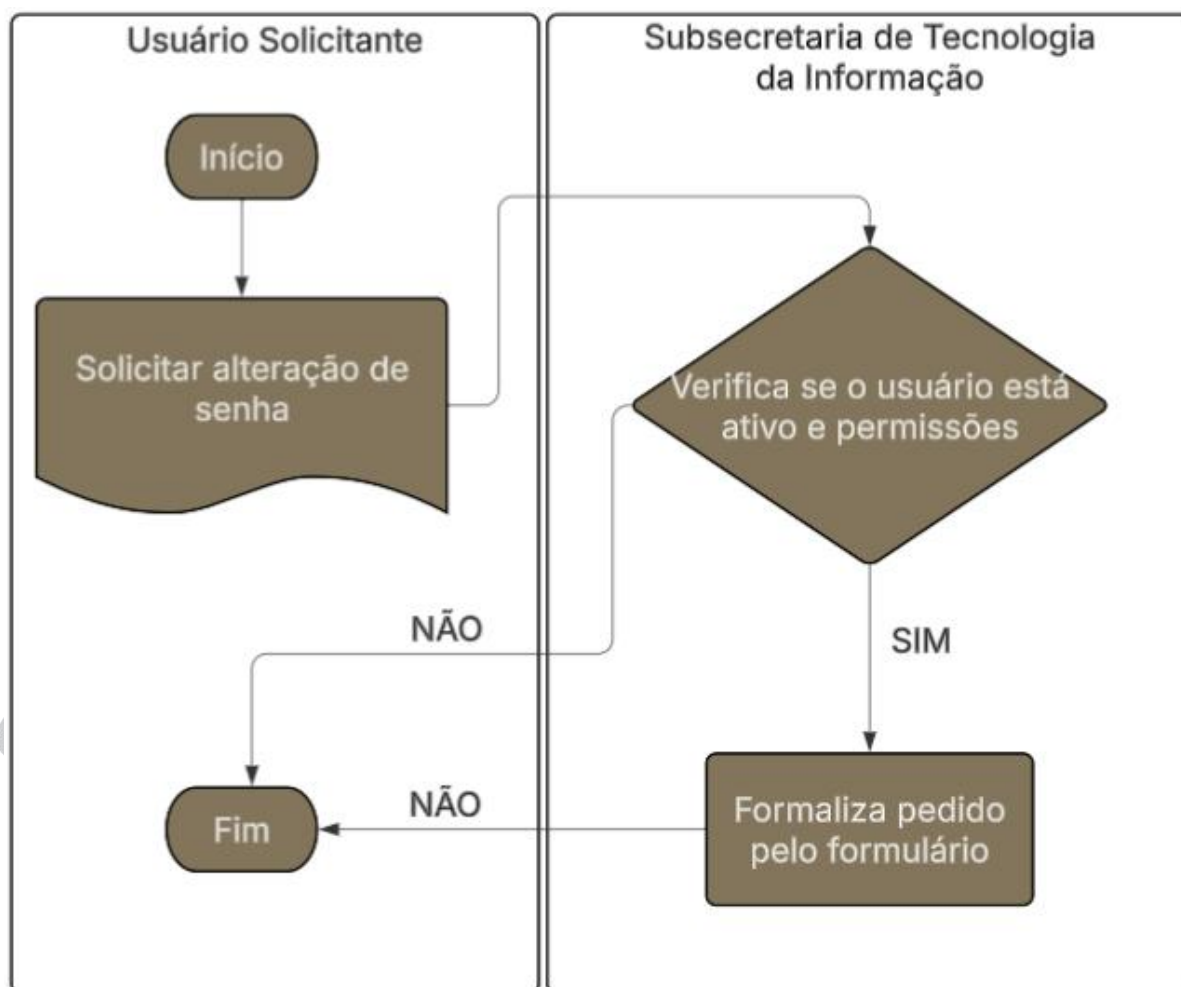 Usuário Solicitante
Subsecretaria de Tecnologia
da Informação
Início
Solicitar alteração de
senha
Verifica se o usuário está
ativo e permissões
NÃO
SIM
Fim
NÃO
Formaliza pedido
pelo formulário